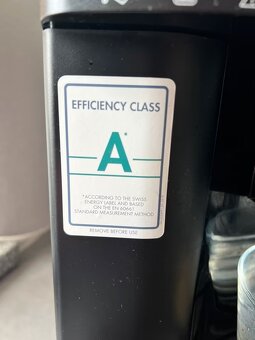 EFFICIENCY CLASS
A*
*ACCORDING TO THE SWISS
ENERGY LABEL AND BASED
ON THE EN 60661
STANDARD MEASUREMENT METHOD
REMOVE BEFORE USE